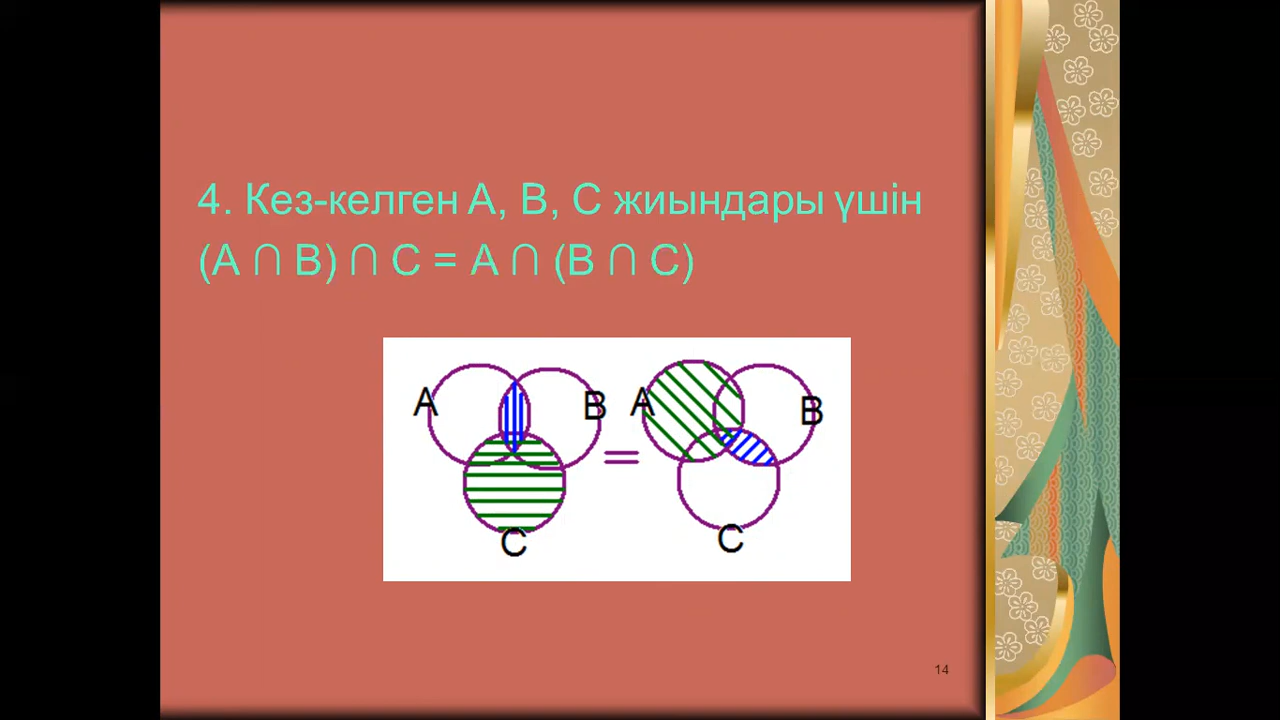 4. Кез-келген А, В, С жиындары үшін
(А ∩ В) ∩ С = А ∩ (В ∩ С)
A B = A B
C C
14